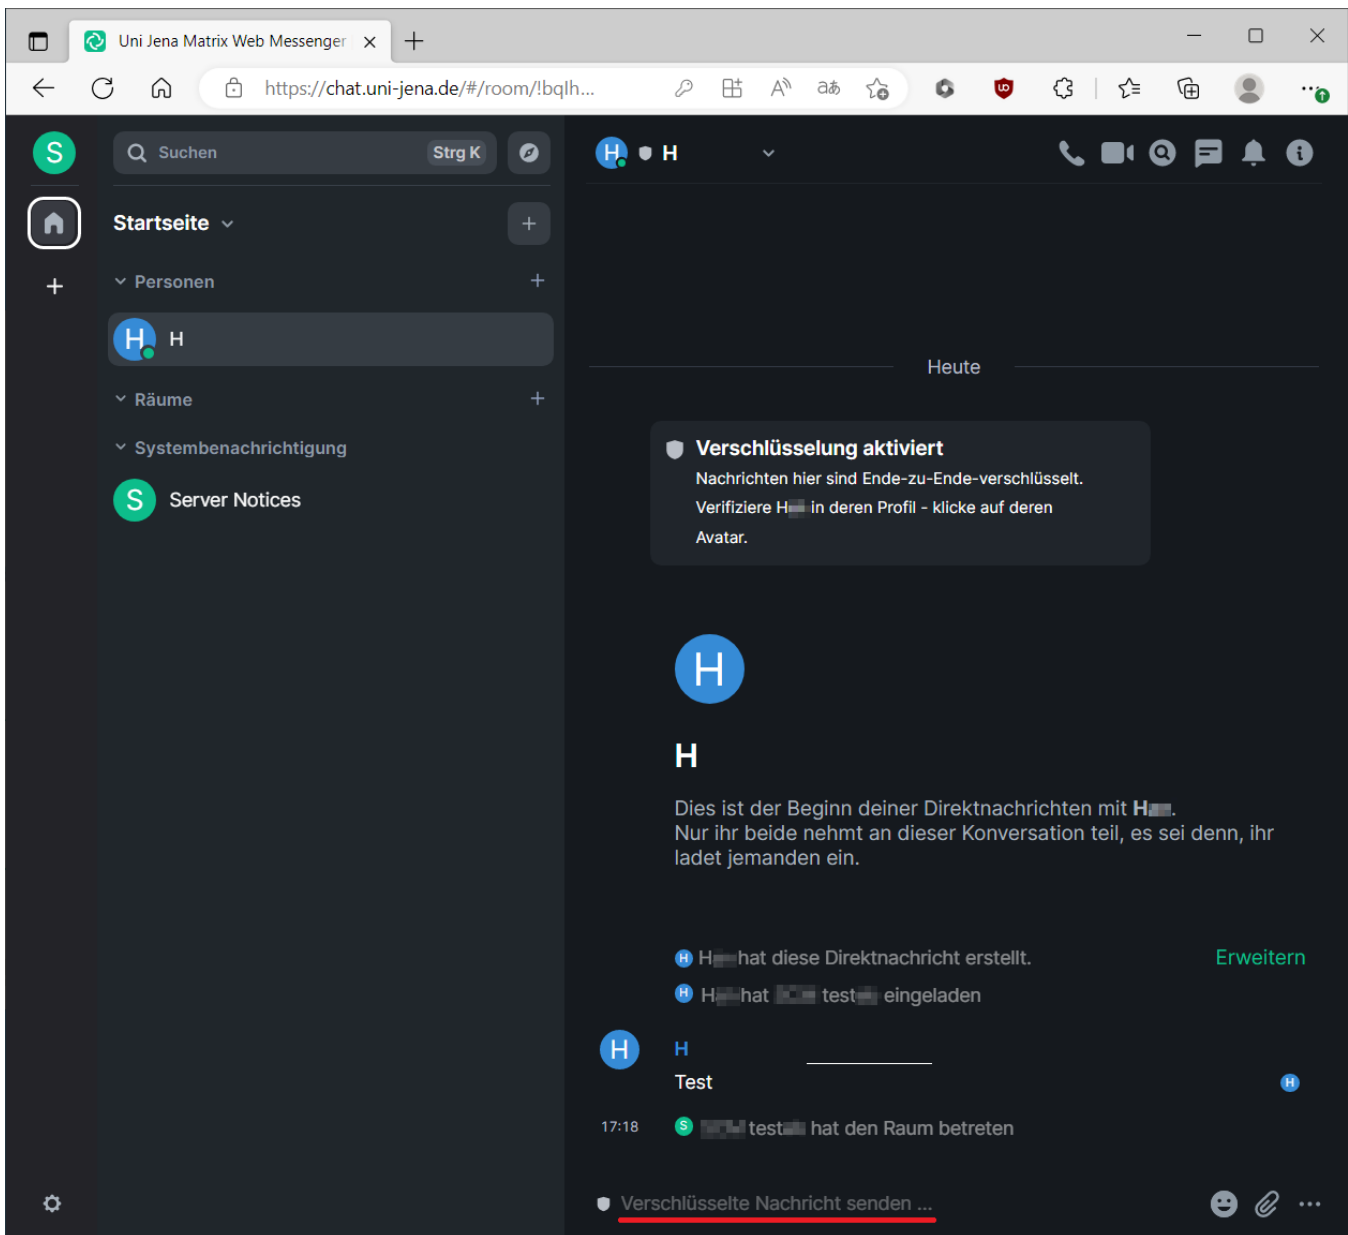 Uni Jena Matrix Web Messenger
https://chat.uni-jena.de/#/room/!bqlh...
S
Suchen
Strg K
Startseite
Personen
H
H
Räume
Systembenachrichtigung
S
Server Notices
H
H
Heute
Verschlüsselung aktiviert
Nachrichten hier sind Ende-zu-Ende-verschlüsselt.
Verifiziere H in deren Profil - klicke auf deren
Avatar.
H
H
Dies ist der Beginn deiner Direktnachrichten mit H.
Nur ihr beide nehmt an dieser Konversation teil, es sei denn, ihr
ladet jemanden ein.
H H hat diese Direktnachricht erstellt.
Erweitern
H H hat test eingeladen
H
H
Test
H
17:18
S test hat den Raum betreten
Verschlüsselte Nachricht senden ...